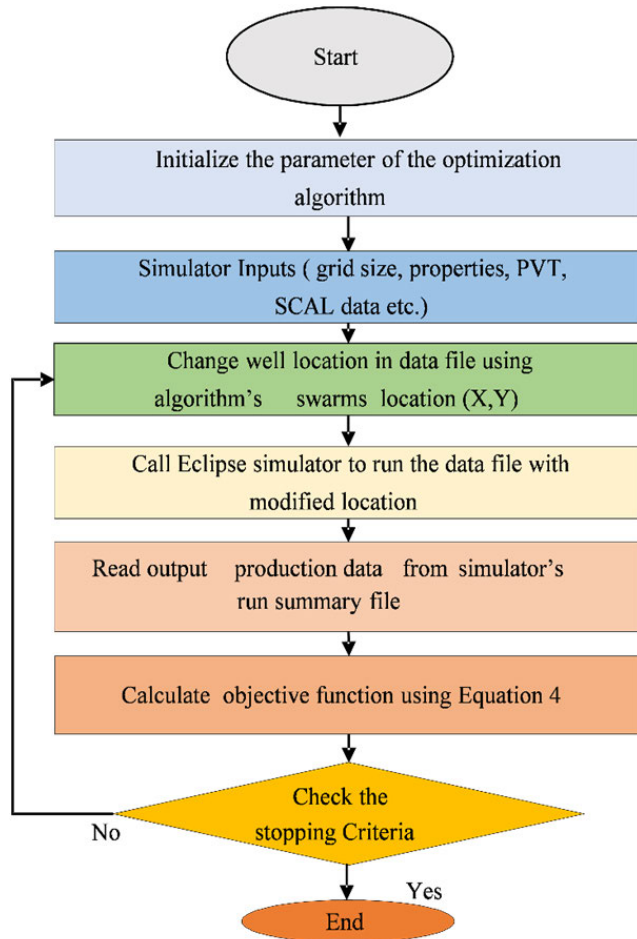 Start
Initialize the parameter of the optimization
algorithm
Simulator Inputs ( grid size, properties, PVT,
SCAL data etc.)
Change well location in data file using
algorithm's swarms location (X,Y)
Call Eclipse simulator to run the data file with
modified location
Read output production data from simulator's
run summary file
Calculate objective function using Equation 4
Check the
stopping Criteria
No
Yes
End